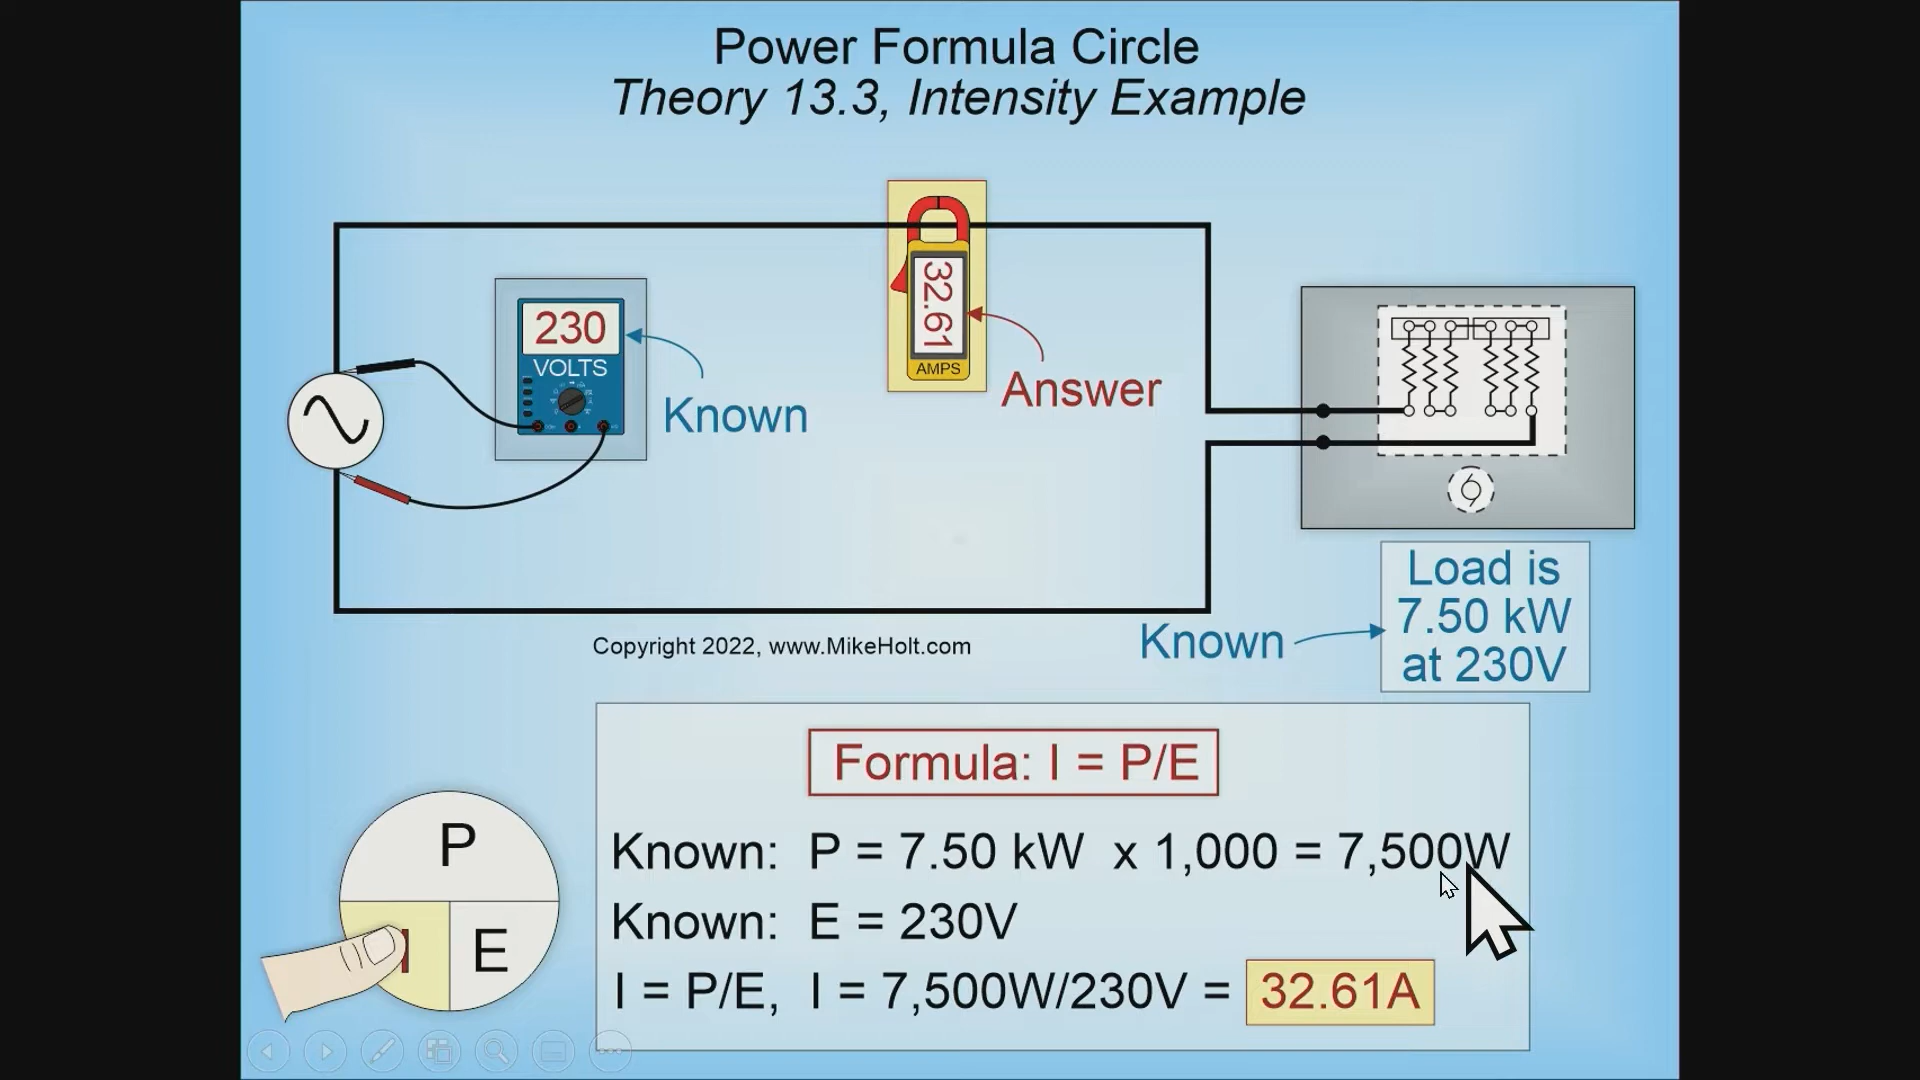 Power Formula Circle
Theory 13.3, Intensity Example
230
VOLTS
Known
32.61
AMPS
Answer
Load is
7.50 kW
at 230V
Known
Copyright 2022, www.MikeHolt.com
Formula: I = P/E
Known: P = 7.50 kW x 1,000 = 7,500W
Known: E = 230V
I = P/E, I = 7,500W/230V = 32.61A
P
I
E